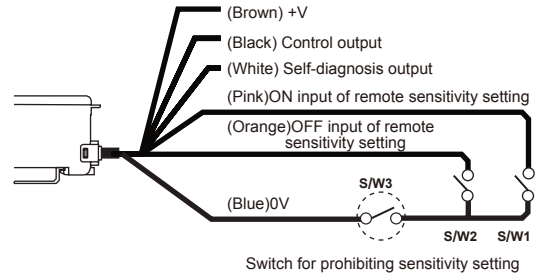 (Brown) +V
(Black) Control output
(White) Self-diagnosis output
(Pink)ON input of remote sensitivity setting
(Orange)OFF input of remote
sensitivity setting
S/W3
(Blue)0V
S/W2 S/W1
Switch for prohibiting sensitivity setting